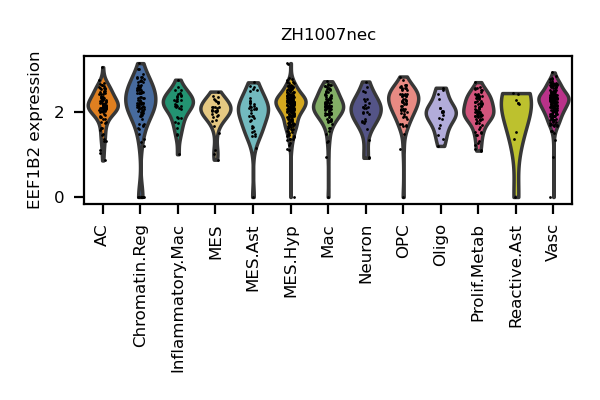 ZH1007nec
EEF1B2 expression
2
0
AC
Chromatin.Reg
Inflammatory.Mac
MES
MES.Ast
MES.Hyp
Mac
Neuron
OPC
Oligo
Prolif.Metab
Reactive.Ast
Vasc